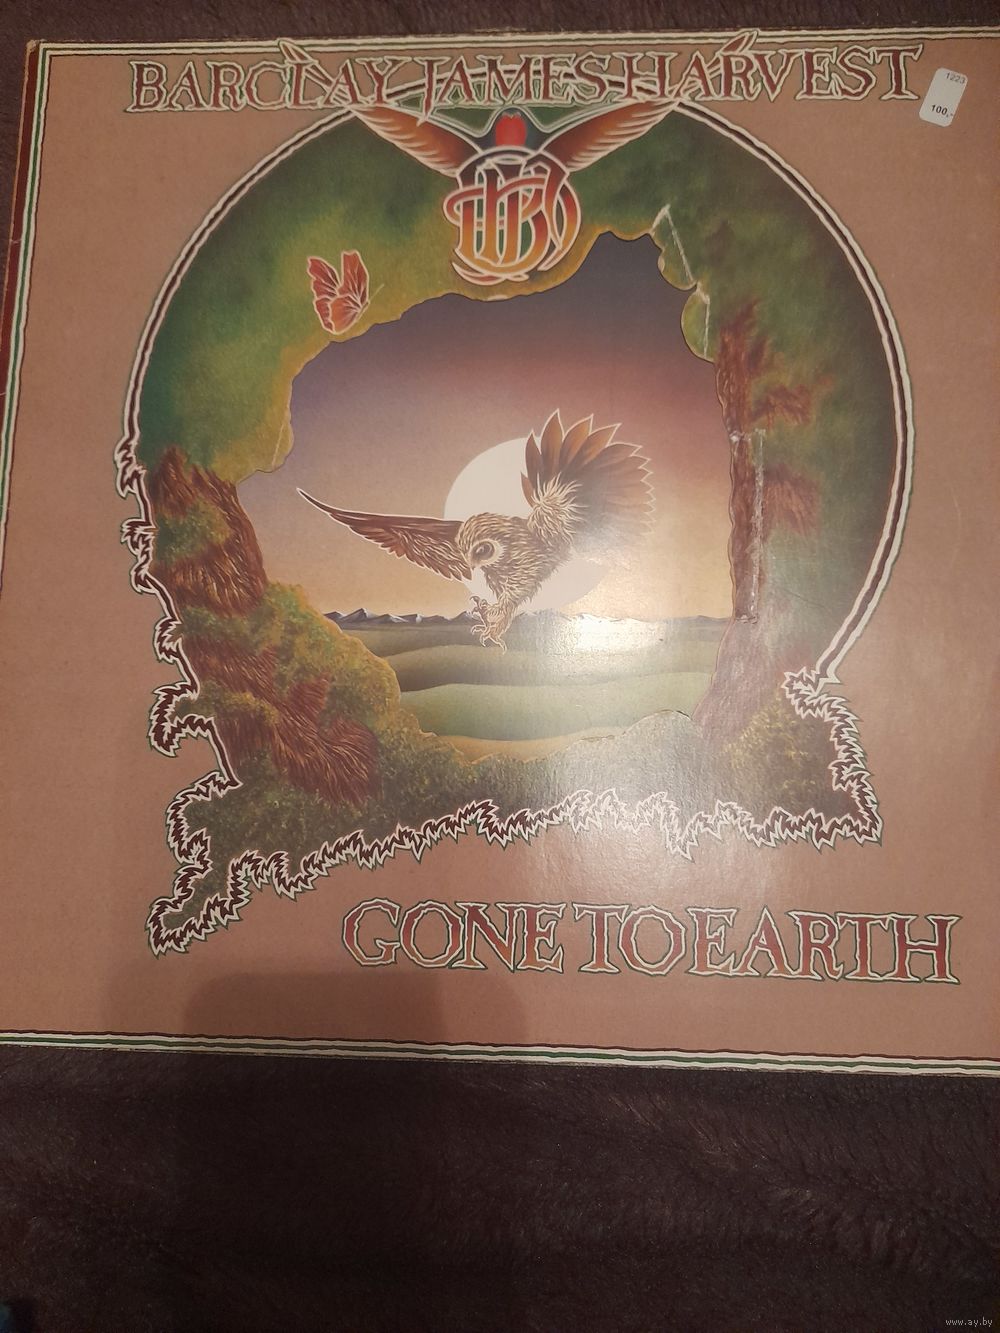 BARCLAY JAMES HARVEST
1223
100,-
BJH
GONE TO EARTH
www.ay.by